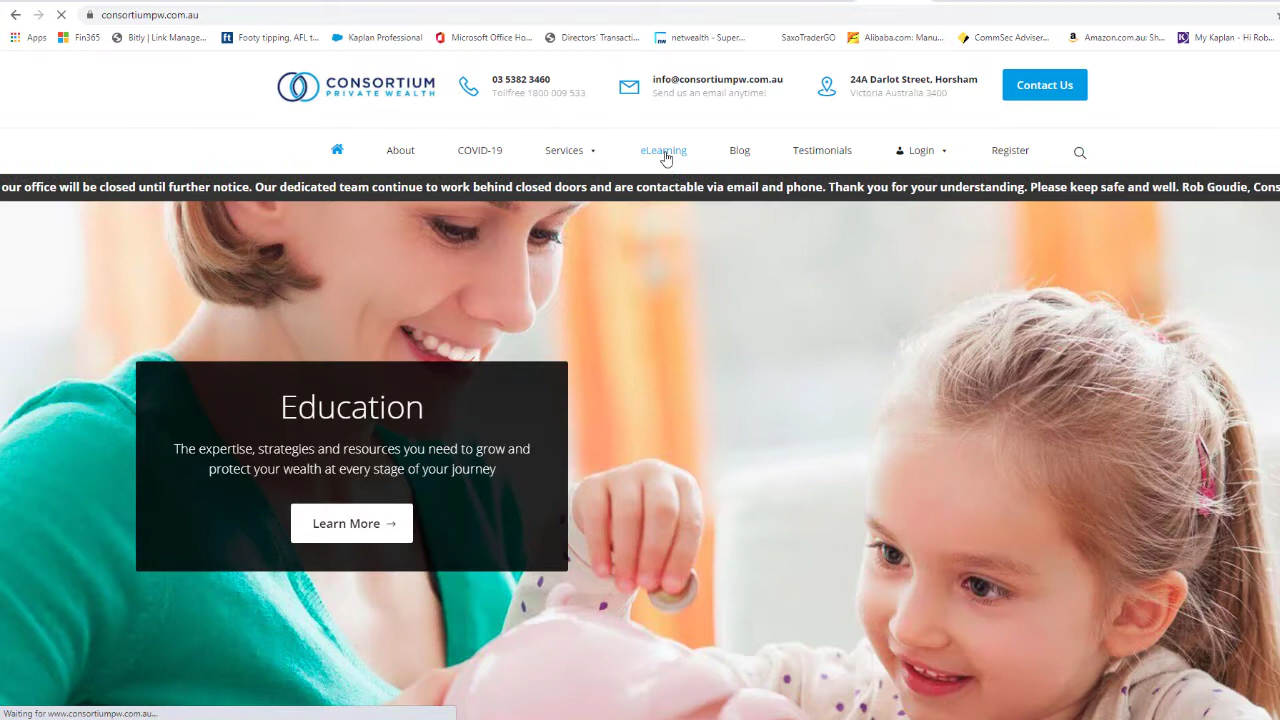 consortiumpw.com.au
Apps
Fin365
Bitly | Link Manage...
Footy tipping, AFL t...
Kaplan Professional
Microsoft Office Ho...
Directors' Transacti...
netwealth - Super...
SaxoTraderGO
Alibaba.com: Manu...
CommSec Adviser...
Amazon.com.au: Sh...
My Kaplan - Hi Rob...
CONSORTIUM
PRIVATE WEALTH
03 5382 3460
Tollfree 1800 009 533
info@consortiumpw.com.au
Send us an email anytime!
24A Darlot Street, Horsham
Victoria Australia 3400
Contact Us
About
COVID-19
Services
eLearning
Blog
Testimonials
Login
Register
our office will be closed until further notice. Our dedicated team continue to work behind closed doors and are contactable via email and phone. Thank you for your understanding. Please keep safe and well. Rob Goudie, Cons
Education
The expertise, strategies and resources you need to grow and
protect your wealth at every stage of your journey
Learn More →
Waiting for www.consortiumpw.com.au...